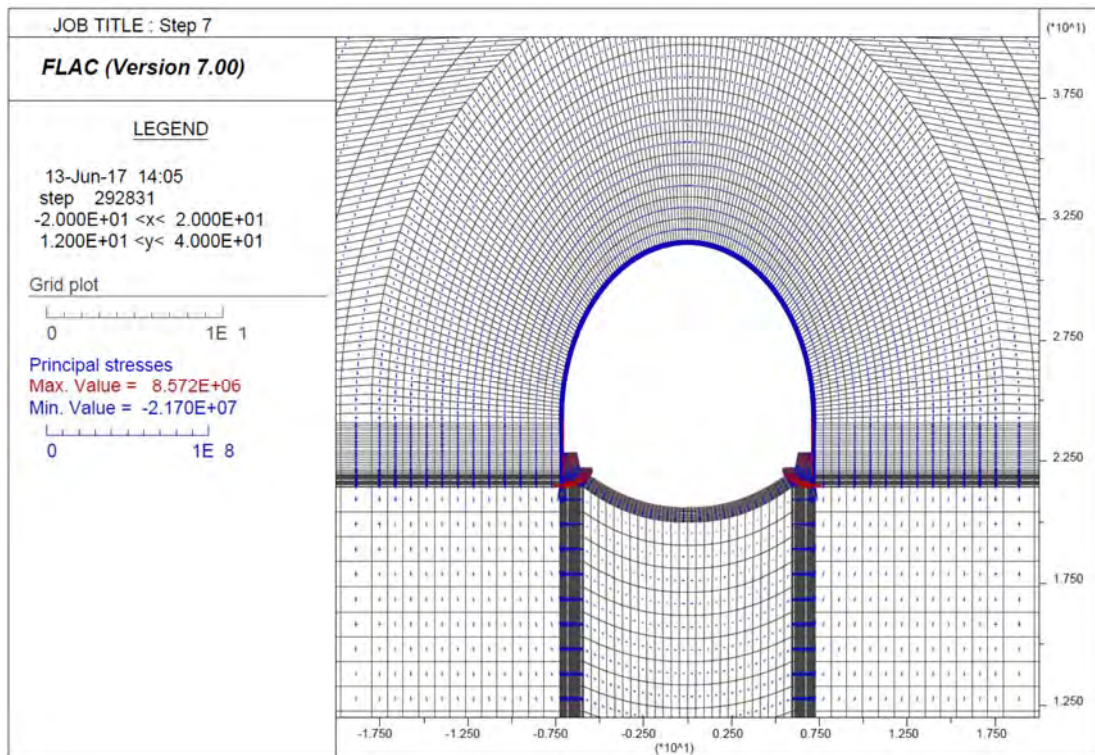 JOB TITLE : Step 7
FLAC (Version 7.00)
LEGEND
13-Jun-17 14:05
step 292831
-2.000E+01 <x< 2.000E+01
1.200E+01 <y< 4.000E+01
Grid plot
0 1E 1
Principal stresses
Max. Value = 8.572E+06
Min. Value = -2.170E+07
0 1E 8
(*10^1)
3.750
3.250
2.750
2.250
1.750
1.250
-1.750 -1.250 -0.750 -0.250 0.250 0.750 1.250 1.750
(*10^1)